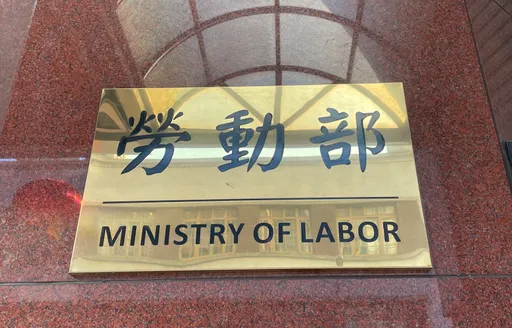 勞動部
MINISTRY OF LABOR